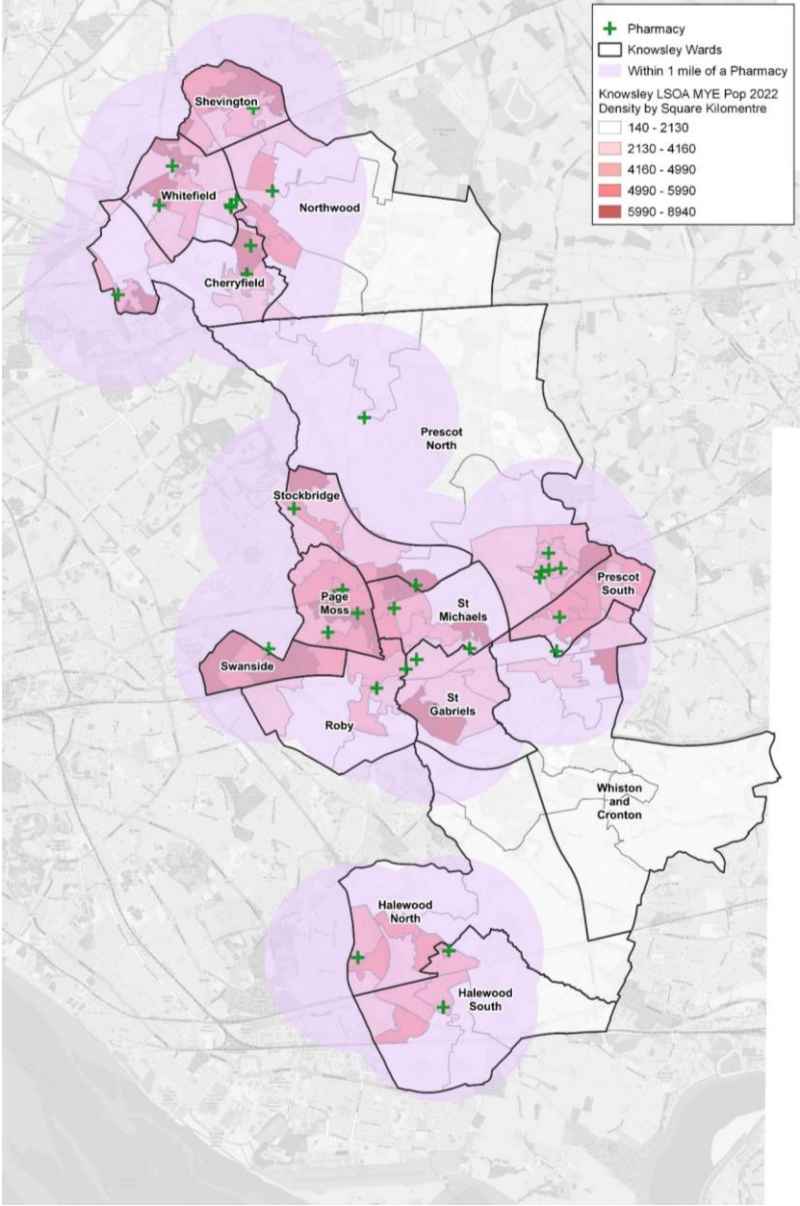 Pharmacy
Knowsley Wards
Within 1 mile of a Pharmacy
Knowsley LSOA MYE Pop 2022
Density by Square Kilomentre
140 - 2130
2130 - 4160
4160 - 4990
4990 - 5990
5990 - 8940
Shevington
Whitefield
Northwood
Cherryfield
Prescot
North
Stockbridge
Page
Moss
St
Michaels
Prescot
South
Swanside
St
Gabriels
Roby
Whiston
and
Cronton
Halewood
North
Halewood
South